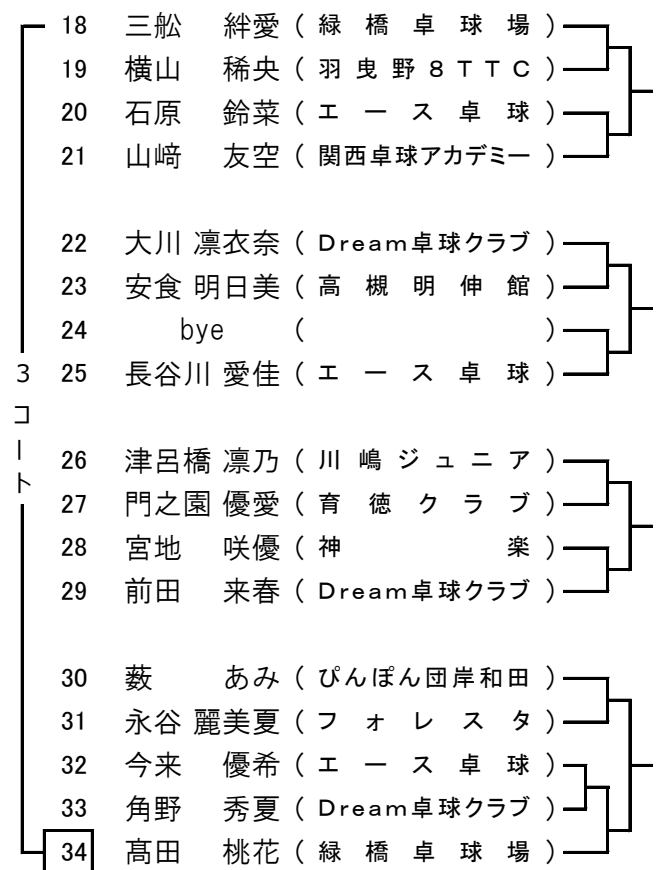 18 三舩 絆愛 ( 緑橋卓球場 )
19 横山 稀央 ( 羽曳野8TTC )
20 石原 鈴菜 ( エース卓球 )
21 山﨑 友空 ( 関西卓球アカデミー )
22 大川 凛衣奈 ( Dream卓球クラブ )
23 安食 明日美 ( 高槻明伸館 )
24 bye ( )
25 長谷川 愛佳 ( エース卓球 )
3コート
26 津呂橋 凛乃 ( 川嶋ジュニア )
27 門之園 優愛 ( 育徳クラブ )
28 宮地 咲優 ( 神楽 )
29 前田 来春 ( Dream卓球クラブ )
30 薮 あみ ( ぴんぽん団岸和田 )
31 永谷 麗美夏 ( フォレスタ )
32 今来 優希 ( エース卓球 )
33 角野 秀夏 ( Dream卓球クラブ )
34 髙田 桃花 ( 緑橋卓球場 )